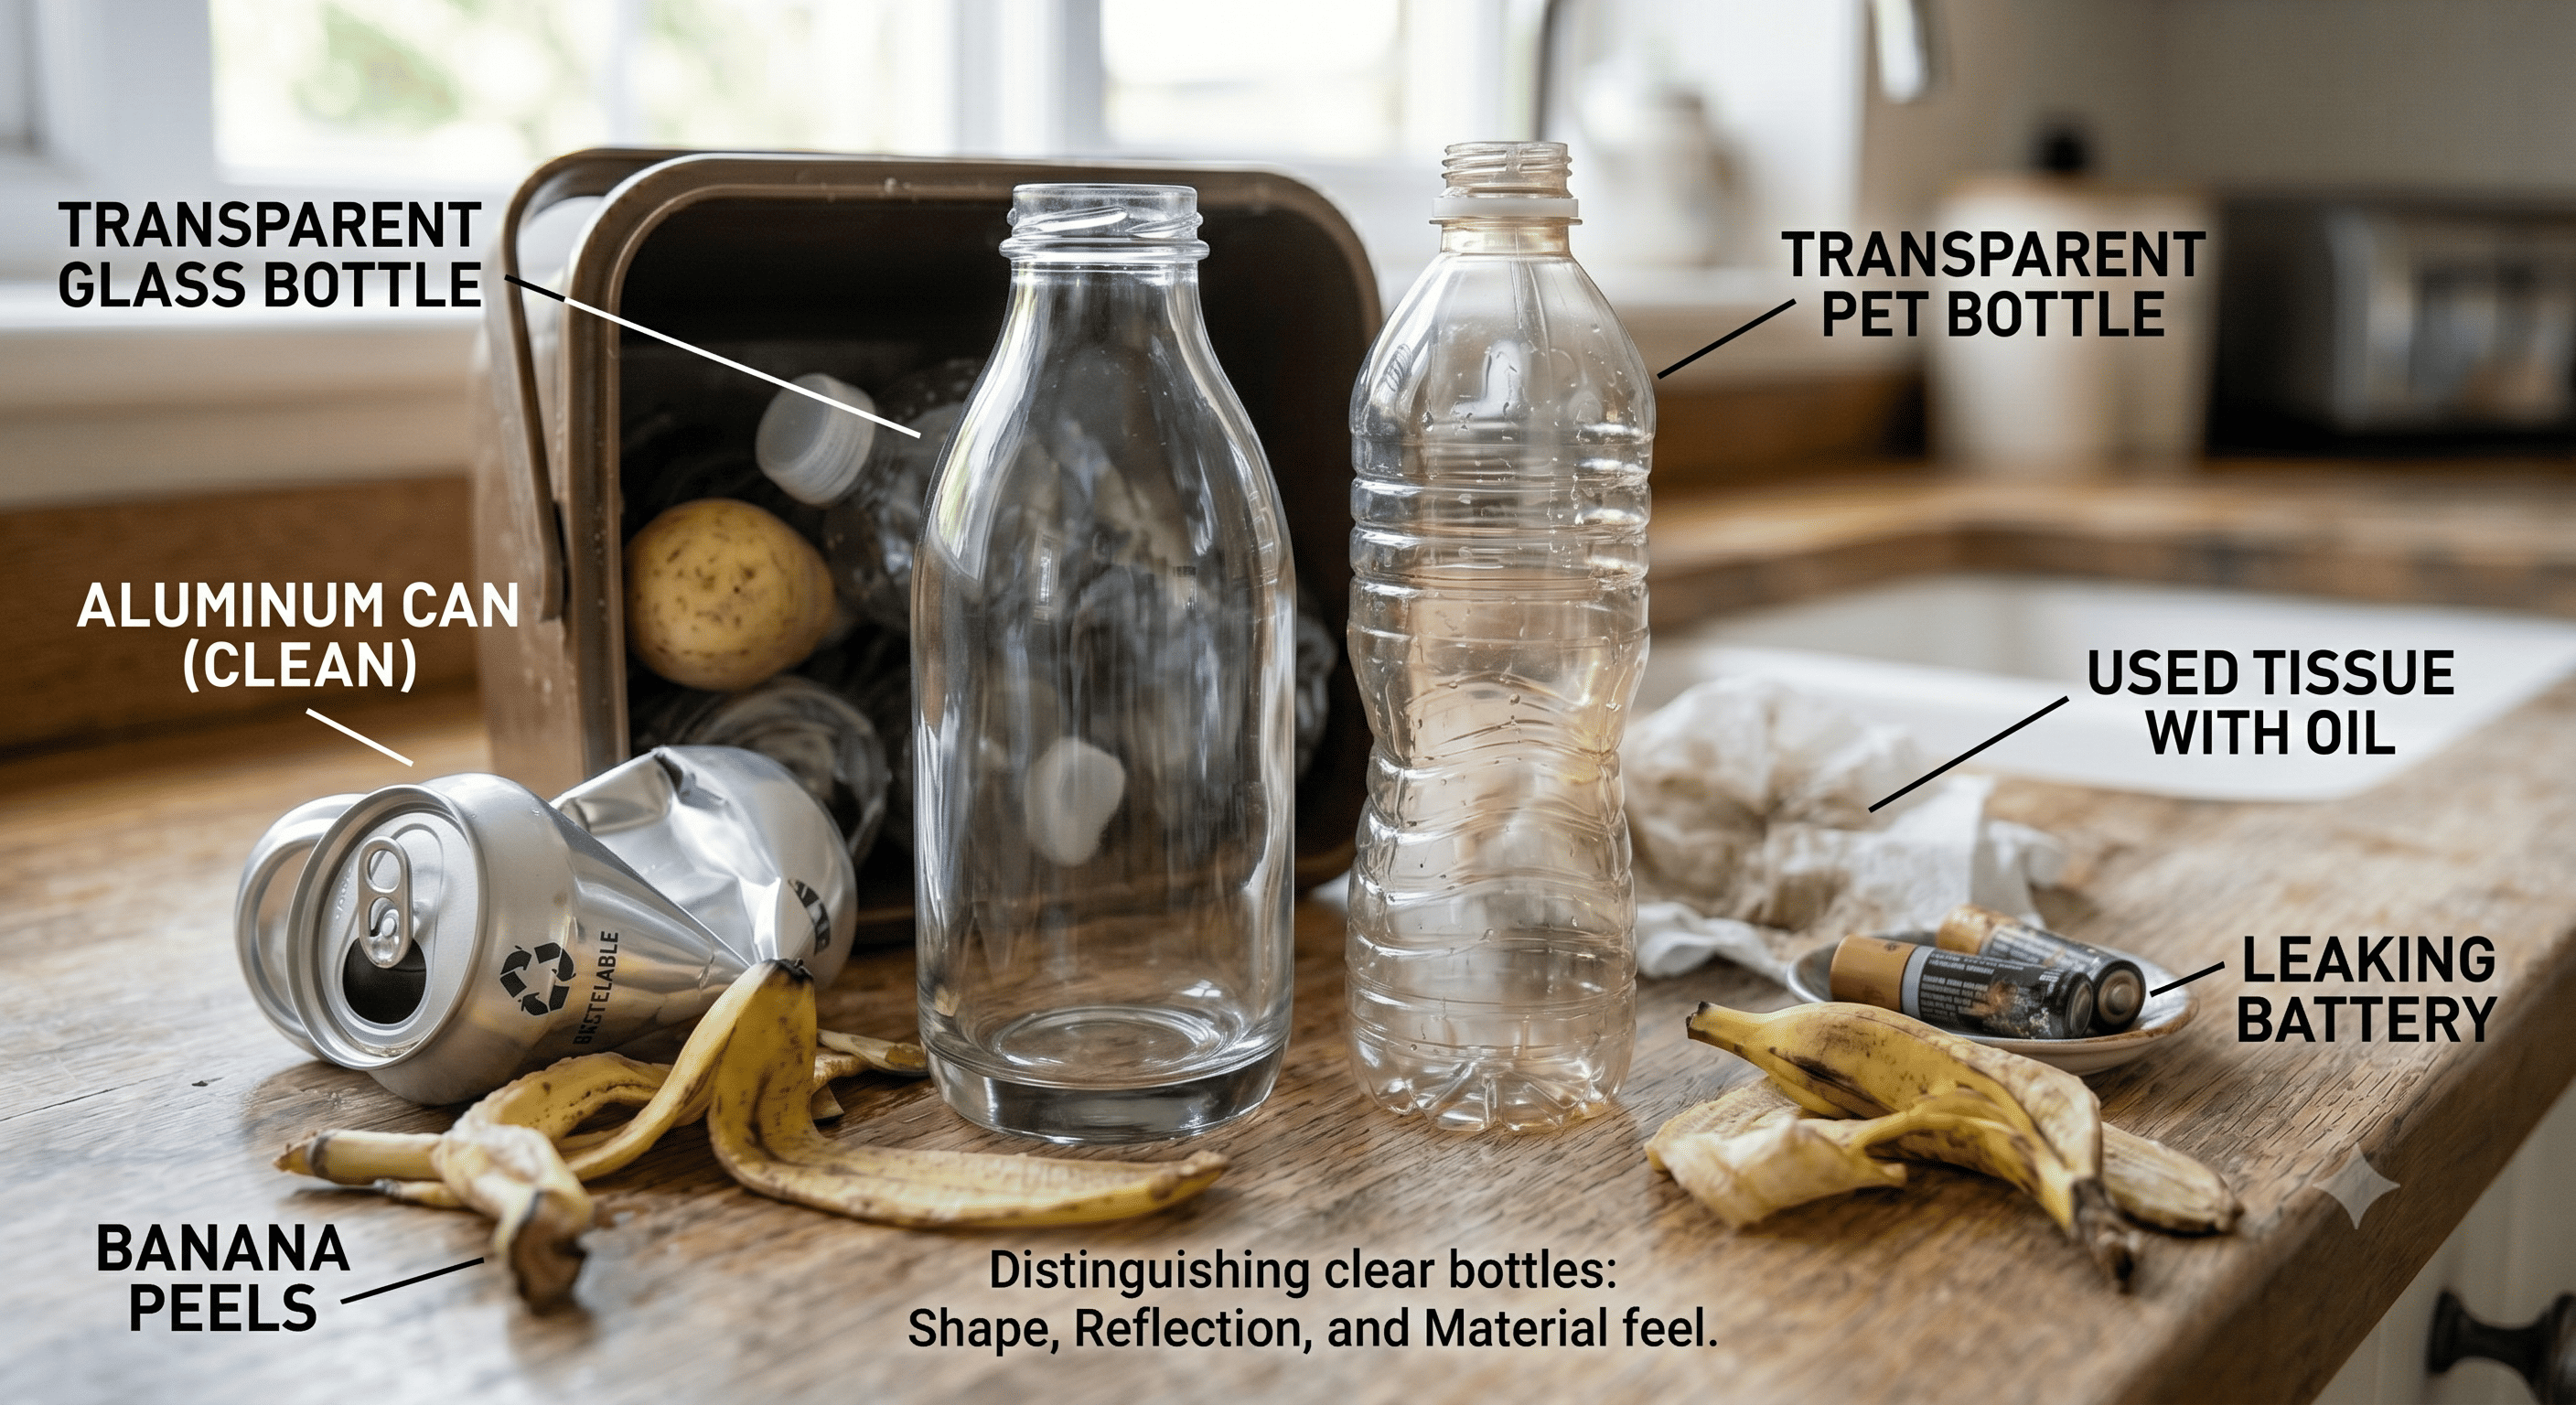 TRANSPARENT
GLASS BOTTLE
TRANSPARENT
PET BOTTLE
ALUMINUM CAN
(CLEAN)
USED TISSUE
WITH OIL
LEAKING
BATTERY
BANANA
PEELS
Distinguishing clear bottles:
Shape, Reflection, and Material feel.